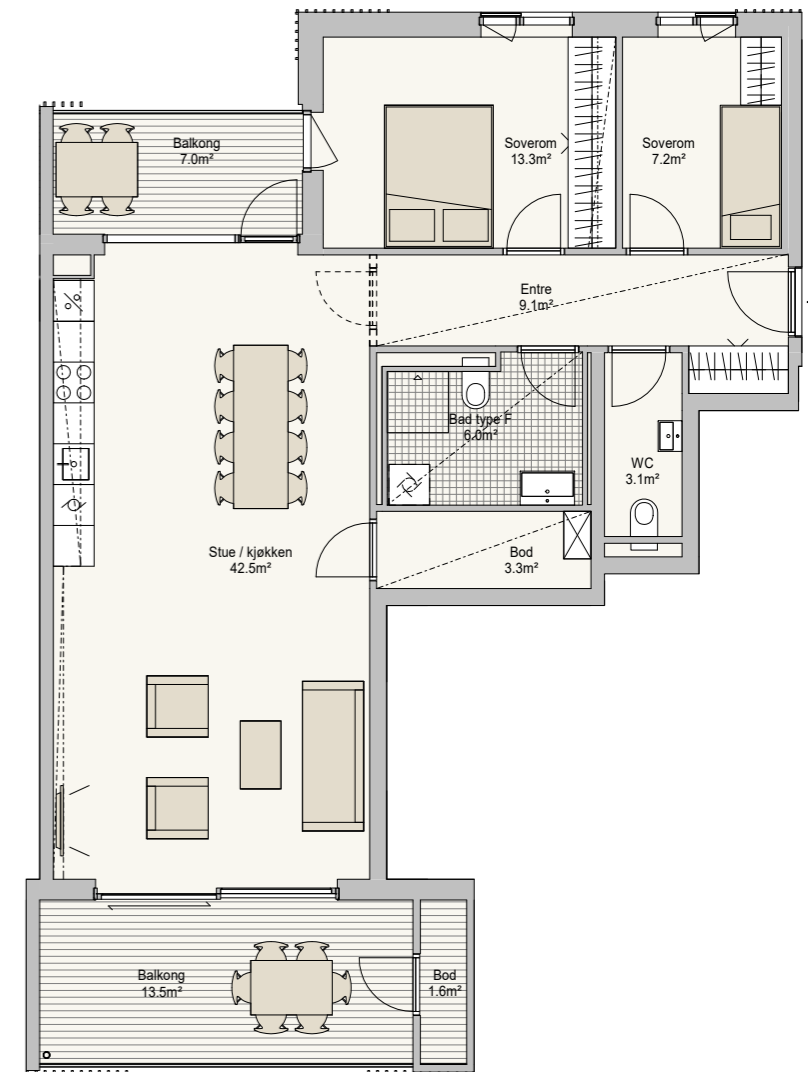 Balkong
7.0m²
Soverom
13.3m²
Soverom
7.2m²
Entre
9.1m²
Bad type F
6.0m²
WC
3.1m²
Stue / kjøkken
42.5m²
Bod
3.3m²
Balkong
13.5m²
Bod
1.6m²